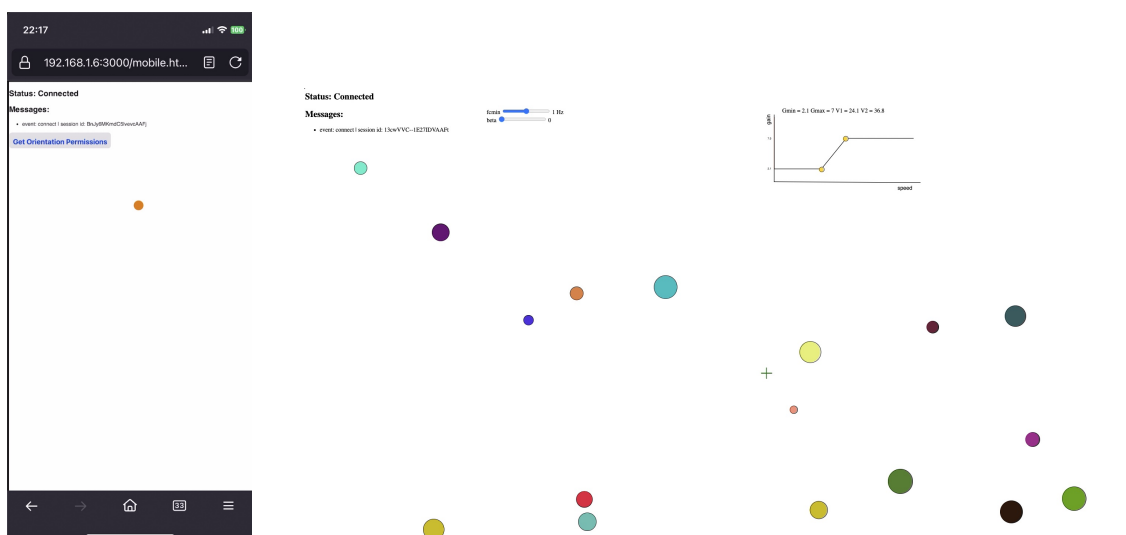 22:17
100
192.168.1.6:3000/mobile.ht...
33
Status: Connected
Messages:
Get Orientation Permissions
Status: Connected
Messages:
fcmin 1 Hz
beta 0
Gmin = 2.1 Gmax = 7 V1 = 24.1 V2 = 36.8
gain
speed